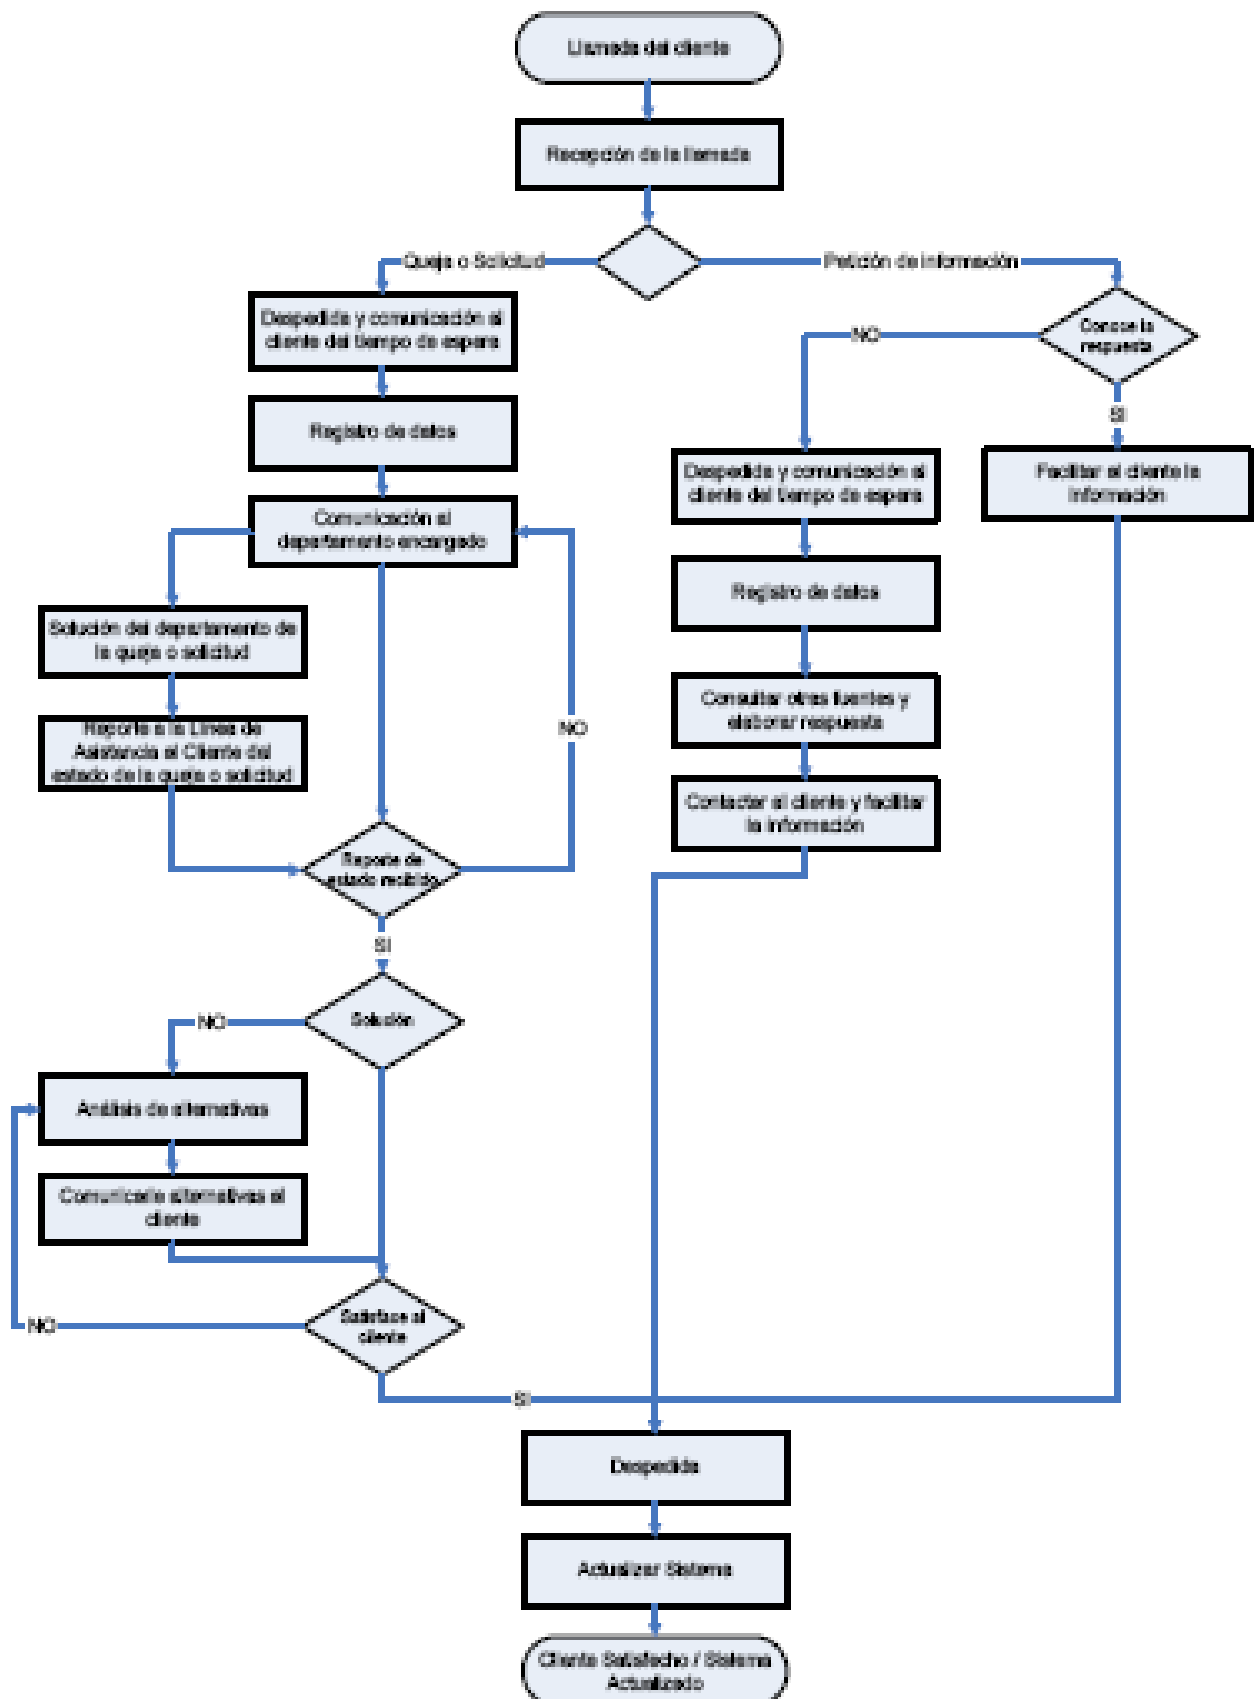 Llamada del cliente
Recepción de la llamada
Queja o Solicitud
Petición de información
Despedida y comunicación al
cliente del tiempo de espera
Conoce la
respuesta
NO
SI
Registro de datos
Despedida y comunicación al
cliente del tiempo de espera
Facilitar al cliente la
información
Comunicación al
departamento encargado
Registro de datos
Solución del departamento de
la queja o solicitud
Consultar otras fuentes y
elaborar respuesta
Reporte a la Línea de
Asistencia al Cliente del
estado de la queja o solicitud
NO
Contactar al cliente y facilitar
la información
Reporte de
estado recibido
SI
Solución
NO
Análisis de alternativas
Comunicarle alternativas al
cliente
Satisface al
cliente
NO
SI
Despedida
Actualizar Sistema
Cliente Satisfecho / Sistema
Actualizado